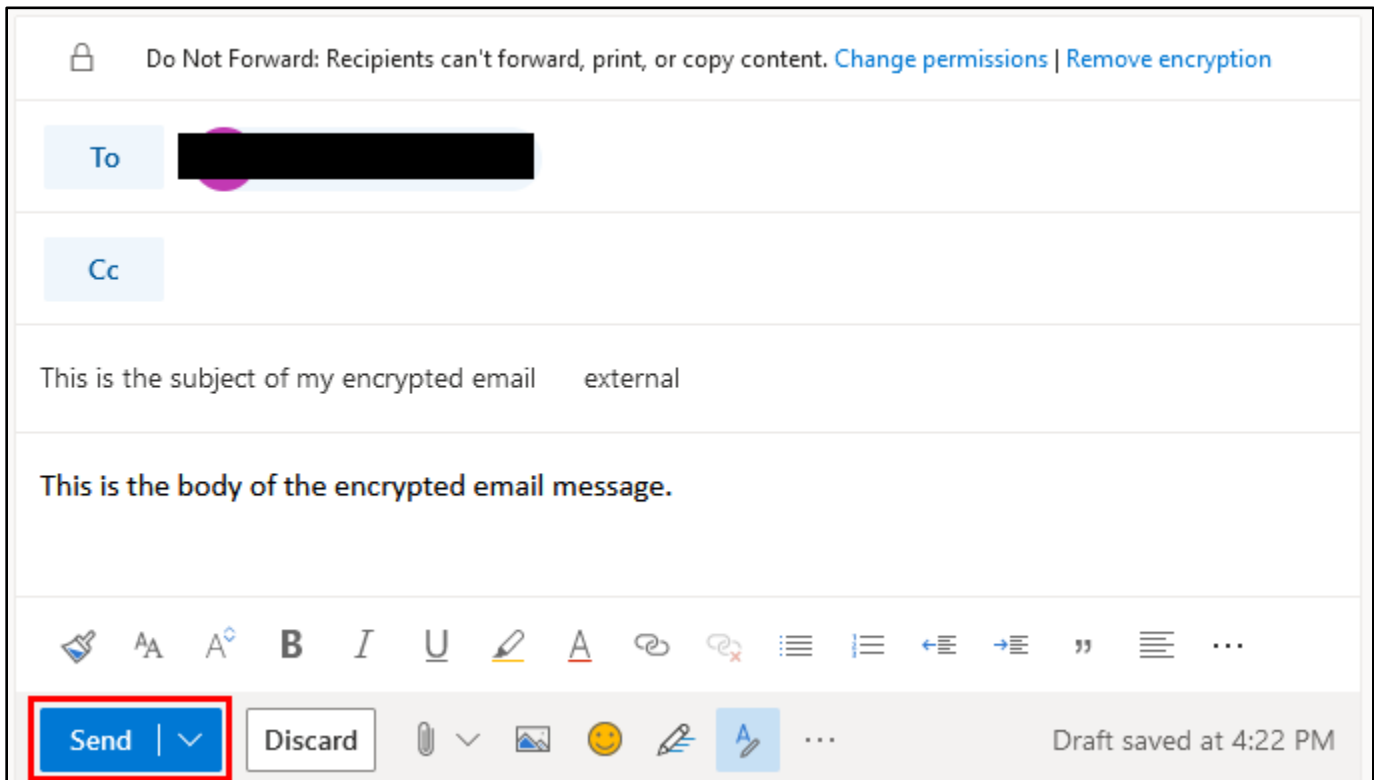 Do Not Forward: Recipients can't forward, print, or copy content. Change permissions | Remove encryption
To
Cc
This is the subject of my encrypted email external
This is the body of the encrypted email message.
Send Discard Draft saved at 4:22 PM